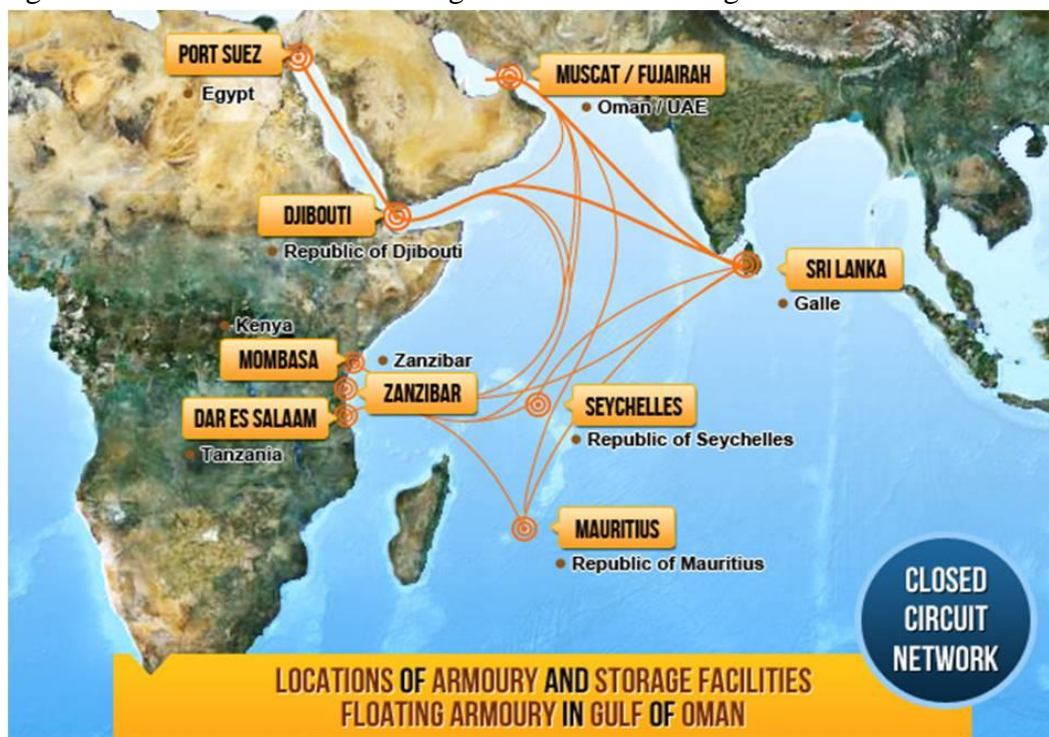 PORT SUEZ
Egypt
MUSCAT / FUJAIRAH
Oman / UAE
DJIBOUTI
Republic of Djibouti
SRI LANKA
Galle
Kenya
MOMBASA
Zanzibar
ZANZIBAR
DAR ES SALAAM
Tanzania
SEYCHELLES
Republic of Seychelles
MAURITIUS
Republic of Mauritius
CLOSED
CIRCUIT
NETWORK
LOCATIONS OF ARMOURY AND STORAGE FACILITIES
FLOATING ARMOURY IN GULF OF OMAN